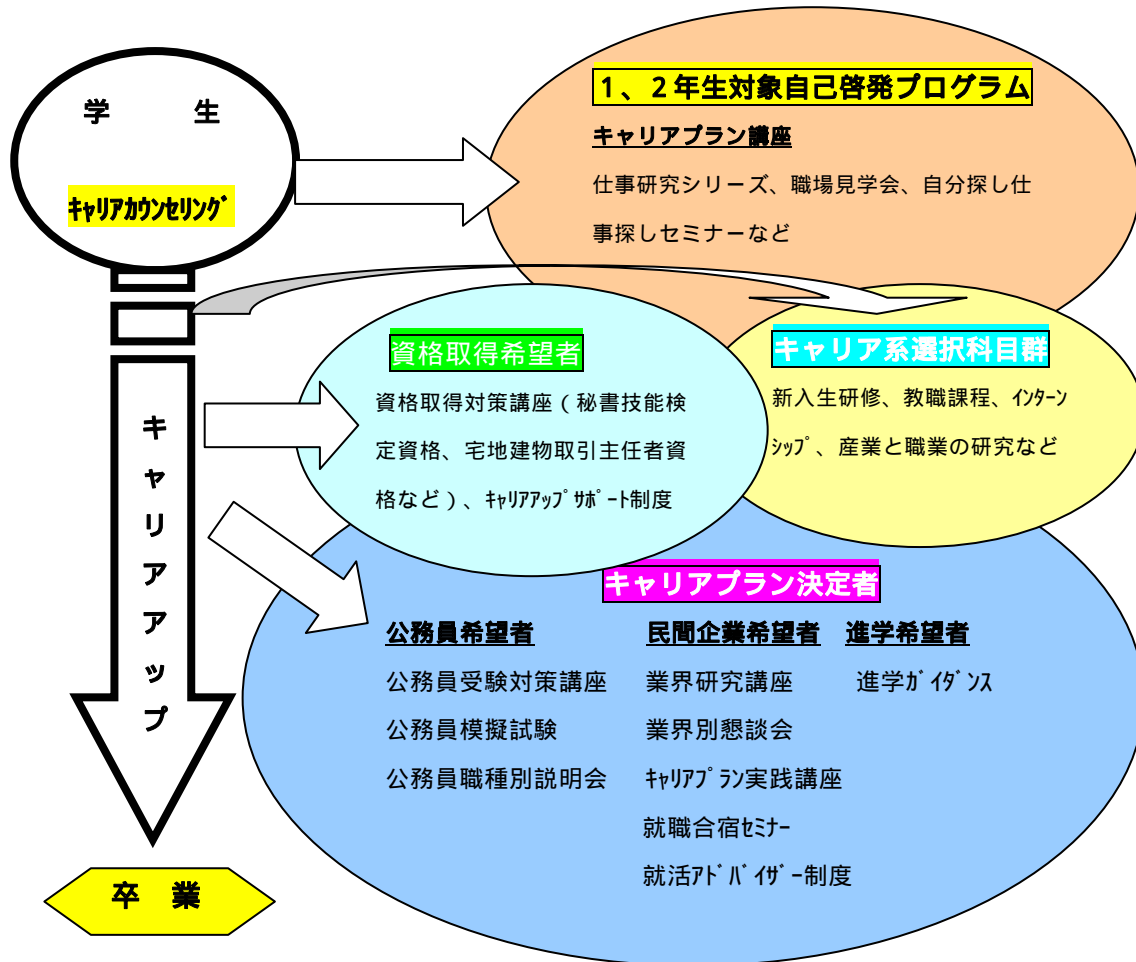 学　　生
ｷｬﾘｱｶｳﾝｾﾘﾝｸﾞ
１、２年生対象自己啓発プログラム
キャリアプラン講座
仕事研究シリーズ、職場見学会、自分探し仕
事探しセミナーなど
資格取得希望者
資格取得対策講座（秘書技能検
定資格、宅地建物取引主任者資
格など）、ｷｬﾘｱｱｯﾌﾟｻﾎﾟｰﾄ制度
キャリア系選択科目群
新入生研修、教職課程、ｲﾝﾀｰﾝ
ｼｯﾌﾟ、産業と職業の研究など
キャリアアップ
キャリアプラン決定者
公務員希望者
公務員受験対策講座
公務員模擬試験
公務員職種別説明会
民間企業希望者
業界研究講座
業界別懇談会
ｷｬﾘｱﾌﾟﾗﾝ実践講座
就職合宿ｾﾐﾅｰ
就活ｱﾄﾞﾊﾞｲｻﾞｰ制度
進学希望者
進学ｶﾞｲﾀﾞﾝｽ
卒　業